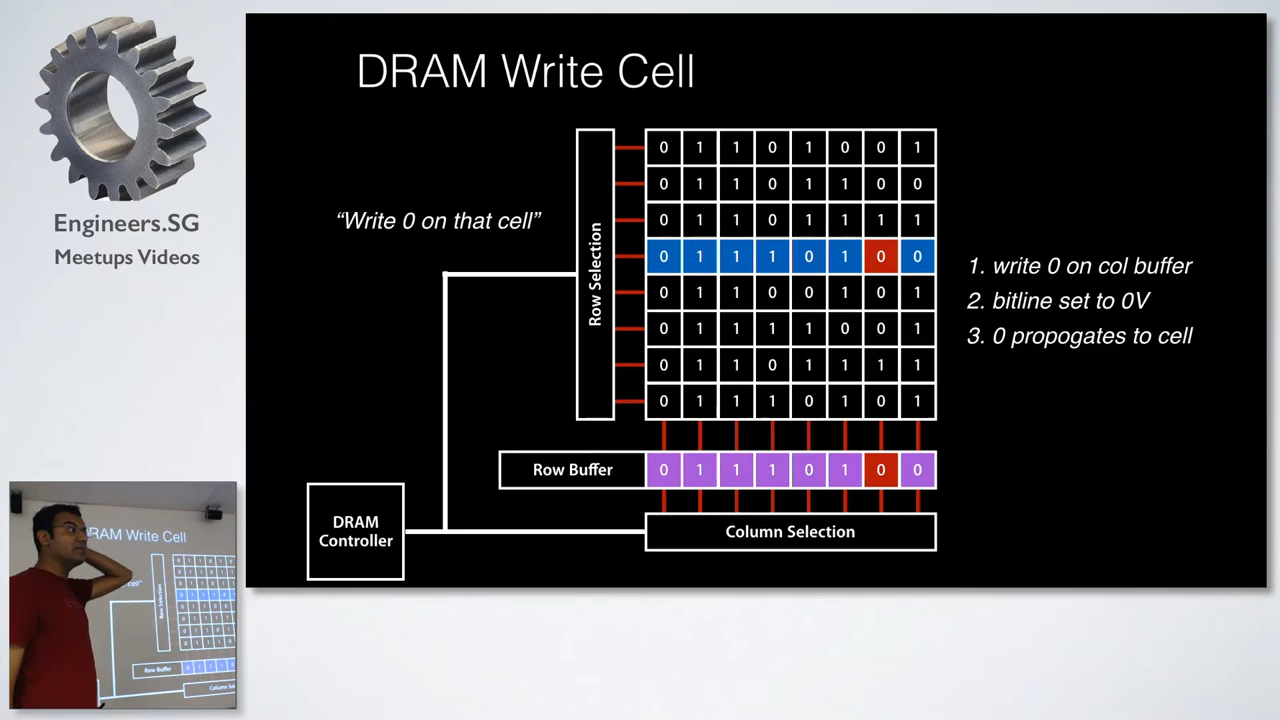 Engineers.SG
Meetups Videos
DRAM Write Cell
“Write 0 on that cell”
Row Selection
0 1 1 0 1 0 0 1
0 1 1 0 1 1 0 0
0 1 1 0 1 1 1 1
0 1 1 1 0 1 0 0
0 1 1 0 0 1 0 1
0 1 1 1 1 0 0 1
0 1 1 0 1 1 1 1
0 1 1 1 0 1 0 1
1. write 0 on col buffer
2. bitline set to 0V
3. 0 propogates to cell
Row Buffer 0 1 1 1 0 1 0 0
DRAM
Controller
Column Selection
DRAM Write Cell
Row Buffer